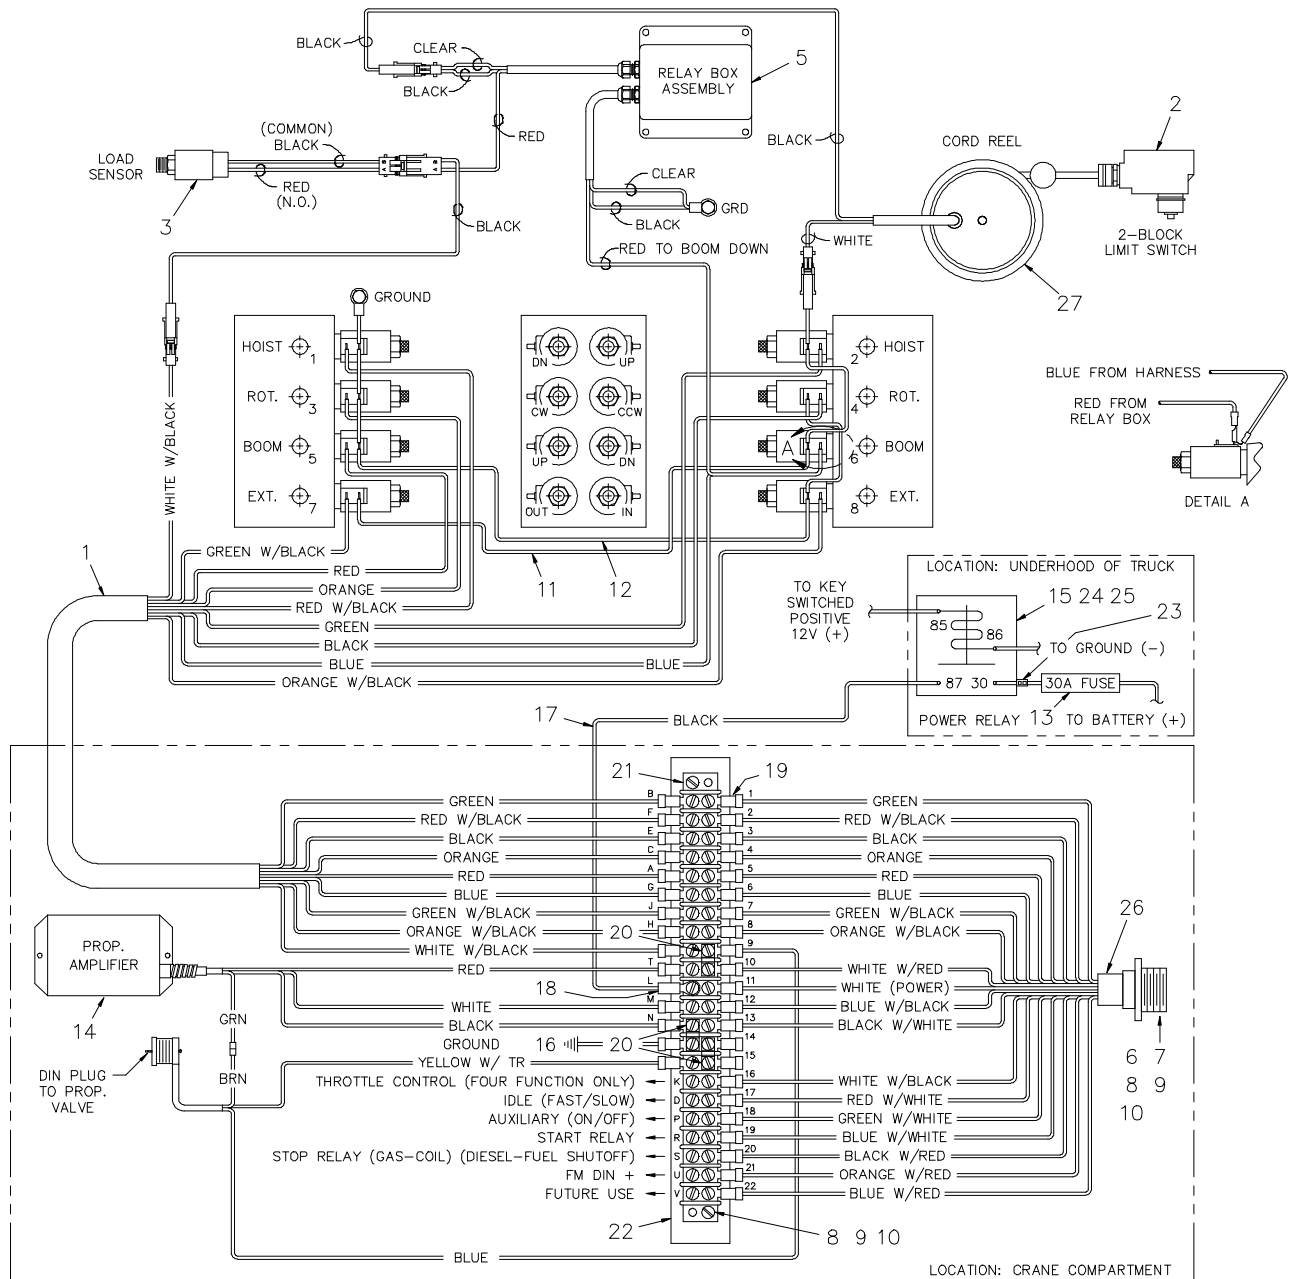 BLACK
CLEAR
BLACK
RELAY BOX
ASSEMBLY
5
RED
BLACK
2
CORD REEL
(COMMON)
BLACK
LOAD
SENSOR
RED
(N.O.)
3
CLEAR
GRD
BLACK
BLACK
RED TO BOOM DOWN
WHITE
2-BLOCK
LIMIT SWITCH
27
GROUND
HOIST
1
DN
UP
2
HOIST
ROT.
3
CW
CCW
4
ROT.
BOOM
5
UP
DN
A
6
BOOM
EXT.
7
OUT
IN
8
EXT.
BLUE FROM HARNESS
RED FROM
RELAY BOX
DETAIL A
WHITE W/BLACK
1
GREEN W/BLACK
RED
ORANGE
RED W/BLACK
GREEN
BLACK
BLUE
BLUE
ORANGE W/BLACK
11
12
LOCATION: UNDERHOOD OF TRUCK
TO KEY
SWITCHED
POSITIVE
12V (+)
85
86
15 24 25
23
TO GROUND (-)
87 30
30A FUSE
POWER RELAY
13
TO BATTERY (+)
17
BLACK
21
19
B
1
GREEN
GREEN
F
2
RED W/BLACK
RED W/BLACK
E
3
BLACK
BLACK
C
4
ORANGE
ORANGE
A
5
RED
RED
G
6
BLUE
BLUE
J
7
GREEN W/BLACK
GREEN W/BLACK
H
8
ORANGE W/BLACK
ORANGE W/BLACK
20
9
WHITE W/BLACK
T
10
RED
WHITE W/RED
L
11
18
WHITE (POWER)
M
12
WHITE
BLUE W/BLACK
N
13
BLACK
BLACK W/WHITE
GROUND
16
20
14
YELLOW W/ TR
15
THROTTLE CONTROL (FOUR FUNCTION ONLY)
K
16
WHITE W/BLACK
IDLE (FAST/SLOW)
D
17
RED W/WHITE
AUXILIARY (ON/OFF)
P
18
GREEN W/WHITE
START RELAY
R
19
BLUE W/WHITE
STOP RELAY (GAS-COIL) (DIESEL-FUEL SHUTOFF)
S
20
BLACK W/RED
FM DIN +
U
21
ORANGE W/RED
FUTURE USE
V
22
BLUE W/RED
26
PROP.
AMPLIFIER
14
GRN
BRN
DIN PLUG
TO PROP.
VALVE
6 7
8 9
10
22
8 9 10
BLUE
LOCATION: CRANE COMPARTMENT